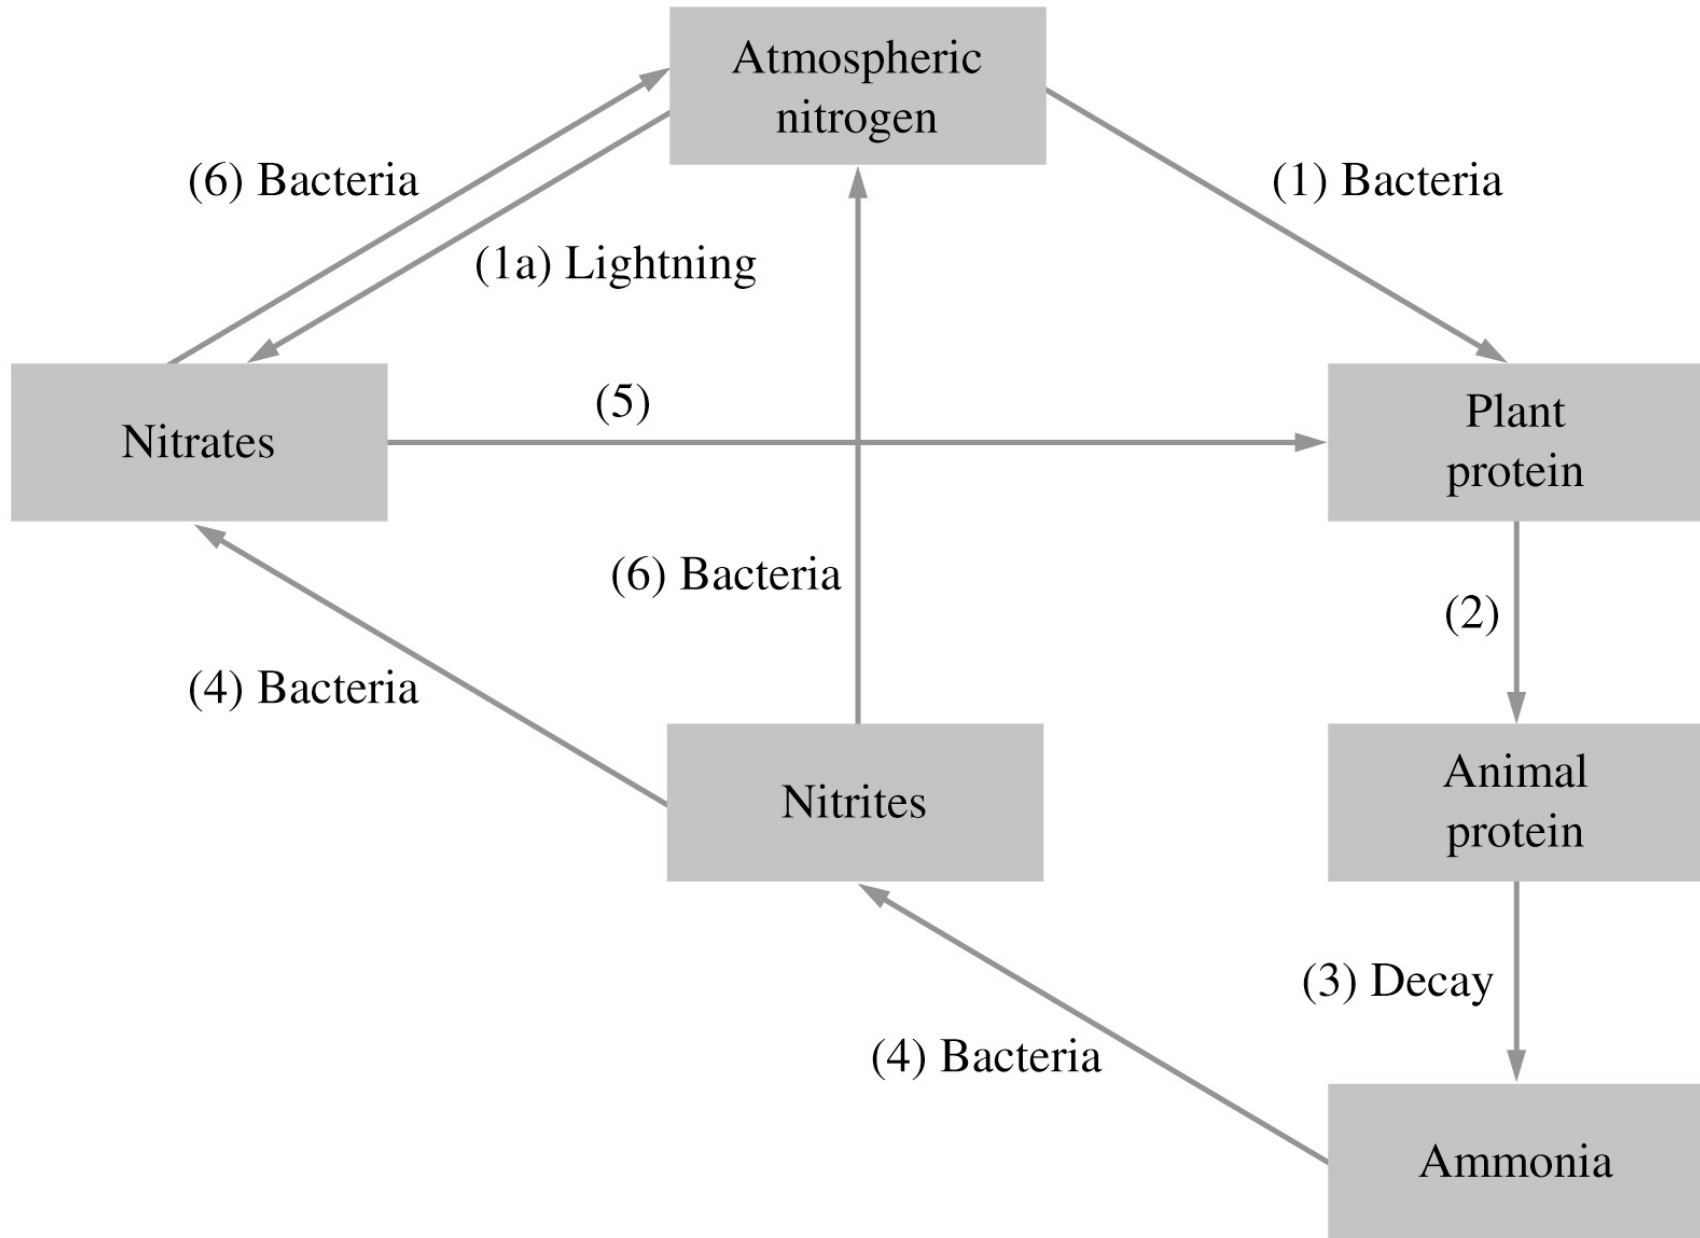 Atmospheric
nitrogen
(6) Bacteria
(1) Bacteria
(1a) Lightning
Nitrates
(5)
Plant
protein
(6) Bacteria
(2)
(4) Bacteria
Nitrites
Animal
protein
(3) Decay
(4) Bacteria
Ammonia